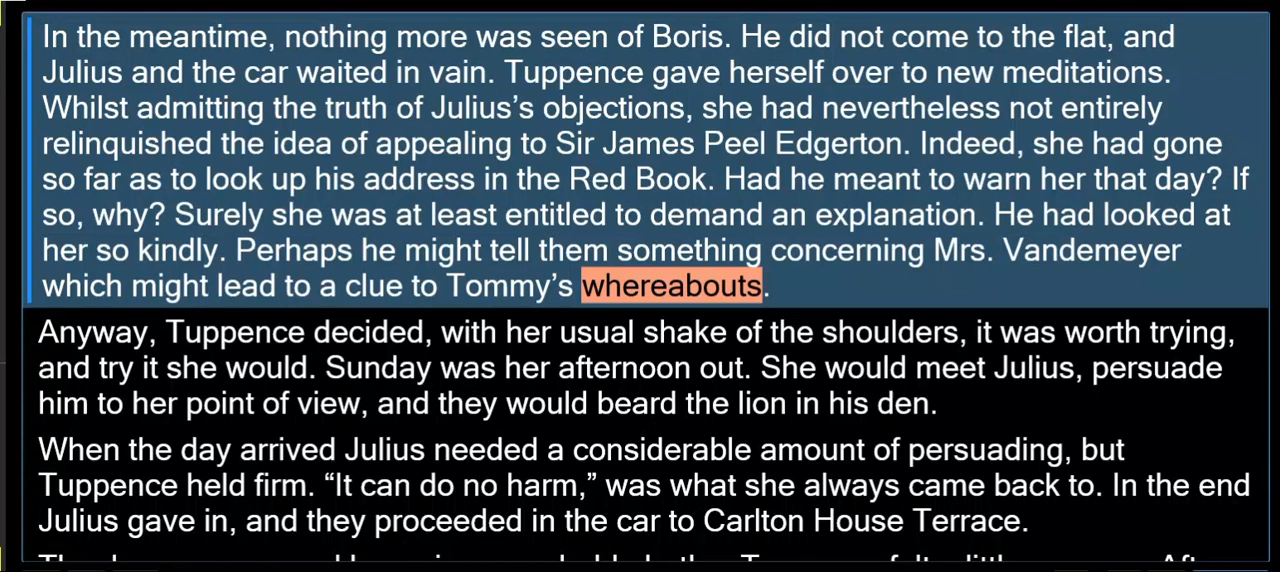 In the meantime, nothing more was seen of Boris. He did not come to the flat, and
Julius and the car waited in vain. Tuppence gave herself over to new meditations.
Whilst admitting the truth of Julius’s objections, she had nevertheless not entirely
relinquished the idea of appealing to Sir James Peel Edgerton. Indeed, she had gone
so far as to look up his address in the Red Book. Had he meant to warn her that day? If
so, why? Surely she was at least entitled to demand an explanation. He had looked at
her so kindly. Perhaps he might tell them something concerning Mrs. Vandemeyer
which might lead to a clue to Tommy’s whereabouts.
Anyway, Tuppence decided, with her usual shake of the shoulders, it was worth trying,
and try it she would. Sunday was her afternoon out. She would meet Julius, persuade
him to her point of view, and they would beard the lion in his den.
When the day arrived Julius needed a considerable amount of persuading, but
Tuppence held firm. “It can do no harm,” was what she always came back to. In the end
Julius gave in, and they proceeded in the car to Carlton House Terrace.